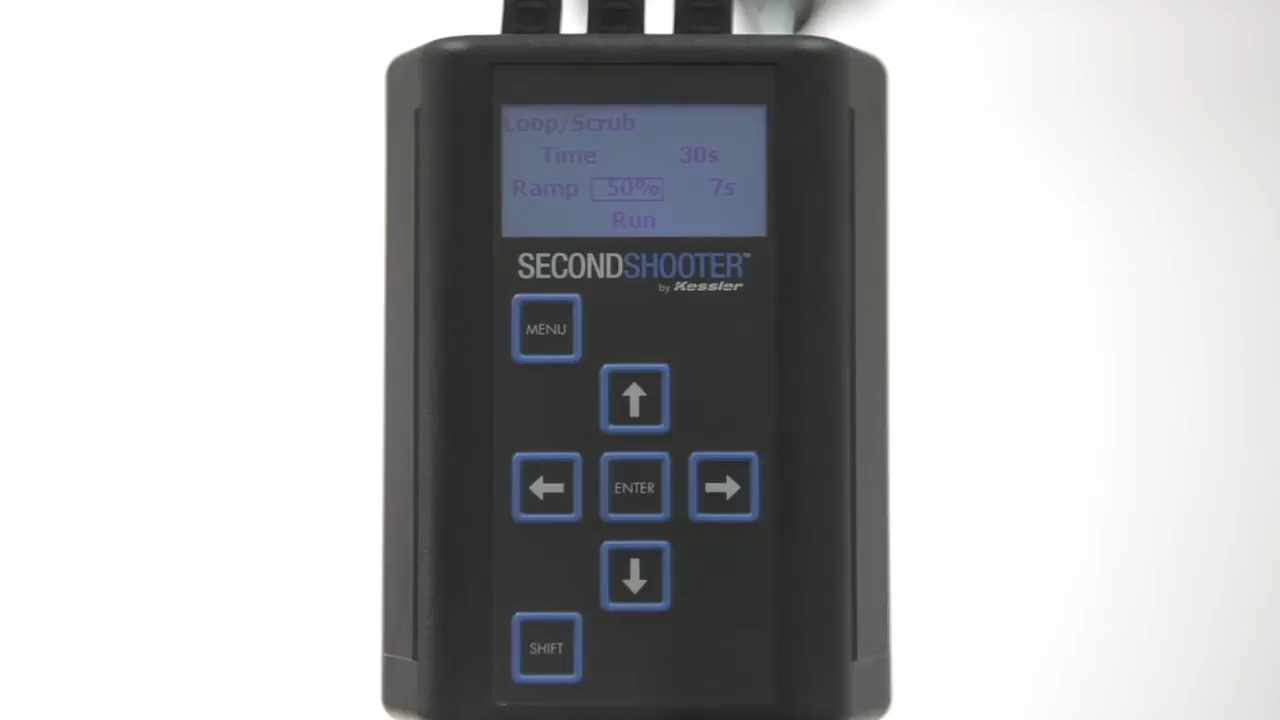 Loop/Scrub
Time 30s
Ramp 50% 7s
Run
SECONDSHOOTER™
by Kessler
MENU
ENTER
SHIFT